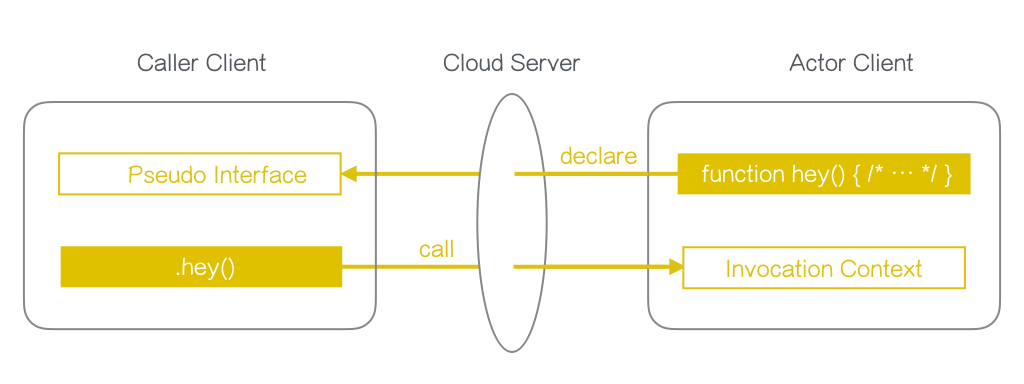 Caller Client
Cloud Server
Actor Client
declare
Pseudo Interface
function hey() { /* ··· */ }
call
.hey()
Invocation Context